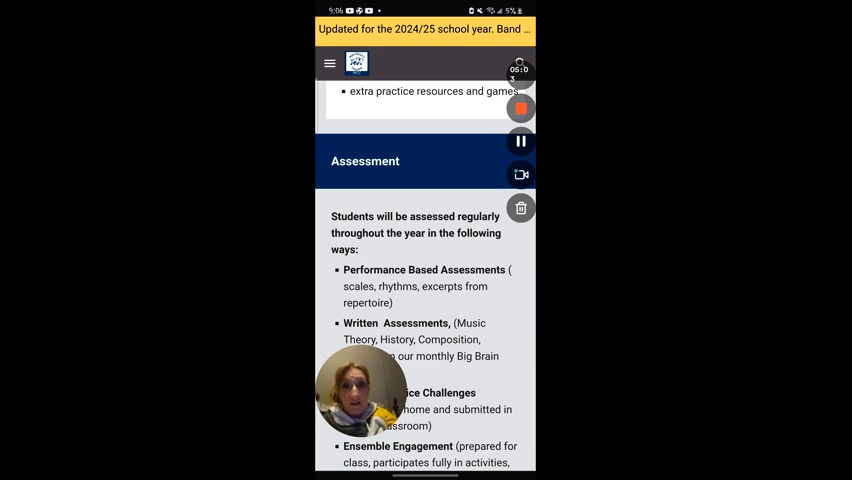 9:06
5%
Updated for the 2024/25 school year. Band ...
05:0
3
extra practice resources and games
Assessment
Students will be assessed regularly
throughout the year in the following
ways:
Performance Based Assessments (
scales, rhythms, excerpts from
repertoire)
Written Assessments, (Music
Theory, History, Composition,
our monthly Big Brain
Challenges
home and submitted in
Ensemble Engagement (prepared for
class, participates fully in activities,